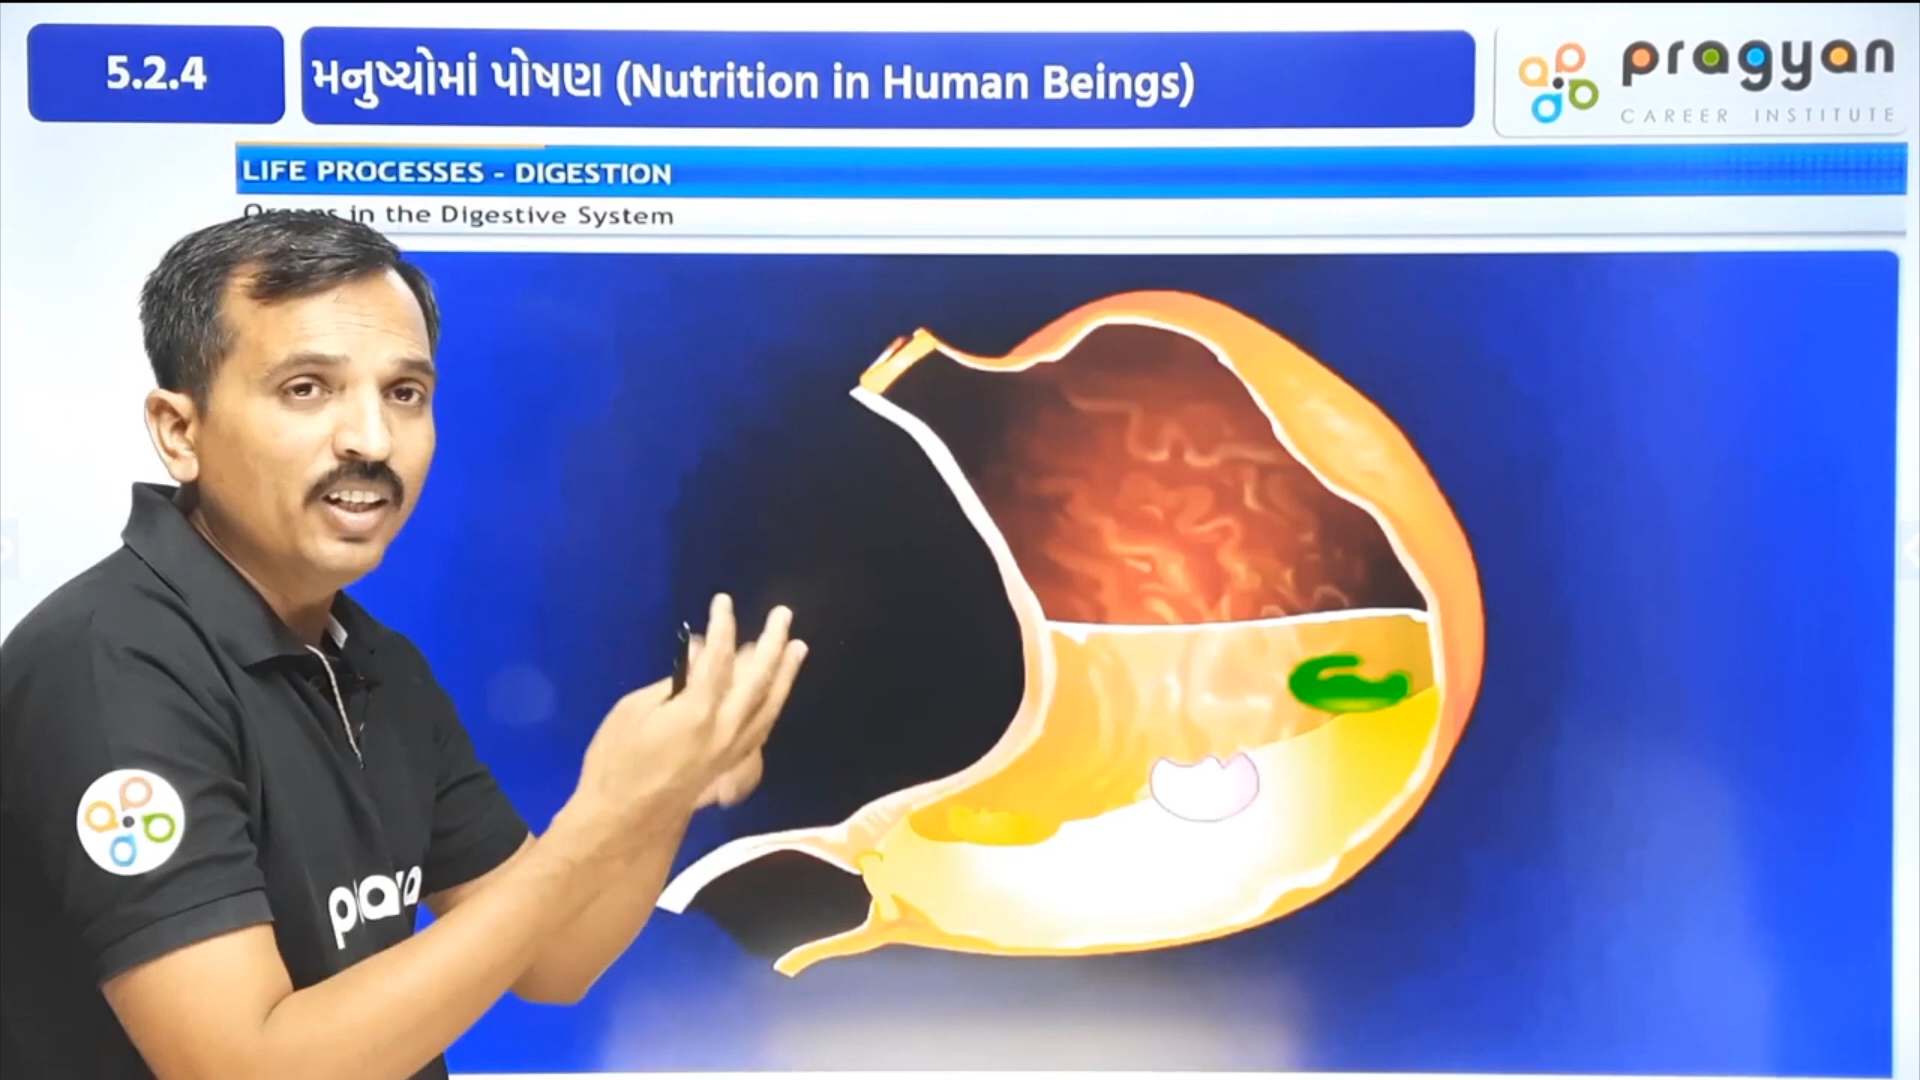 5.2.4
મનુષ્યોમાં પોષણ (Nutrition in Human Beings)
pragyan
CAREER INSTITUTE
LIFE PROCESSES - DIGESTION
Organs in the Digestive System